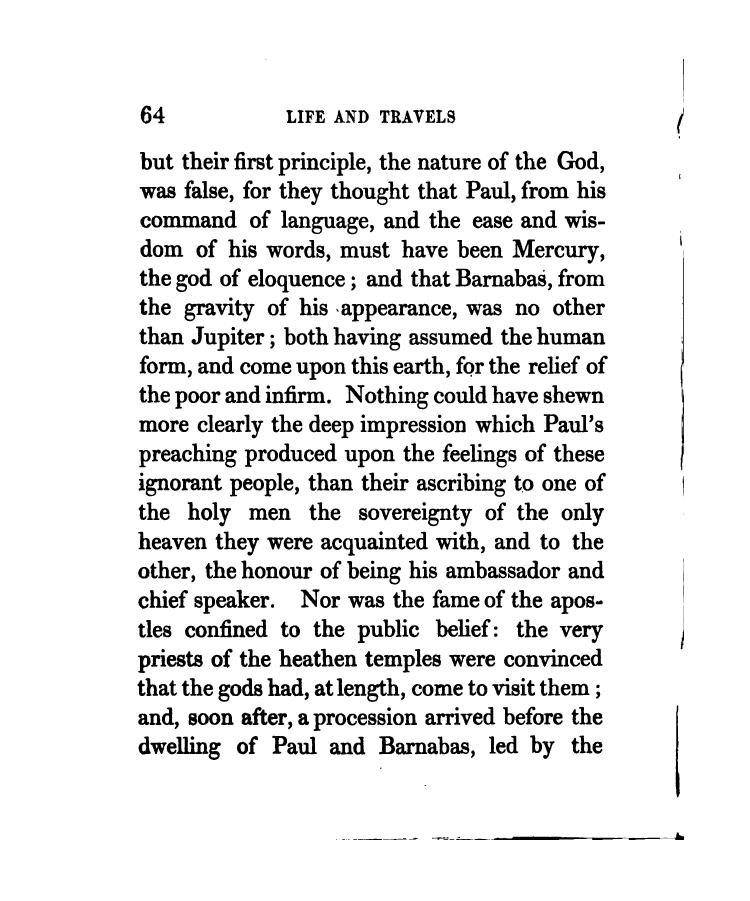 64 LIFE AND TRAVELS
but their first principle, the nature of the God,
was false, for they thought that Paul, from his
command of language, and the ease and wis-
dom of his words, must have been Mercury,
the god of eloquence; and that Barnabas, from
the gravity of his appearance, was no other
than Jupiter; both having assumed the human
form, and come upon this earth, for the relief of
the poor and infirm. Nothing could have shewn
more clearly the deep impression which Paul's
preaching produced upon the feelings of these
ignorant people, than their ascribing to one of
the holy men the sovereignty of the only
heaven they were acquainted with, and to the
other, the honour of being his ambassador and
chief speaker. Nor was the fame of the apos-
tles confined to the public belief: the very
priests of the heathen temples were convinced
that the gods had, at length, come to visit them;
and, soon after, a procession arrived before the
dwelling of Paul and Barnabas, led by the